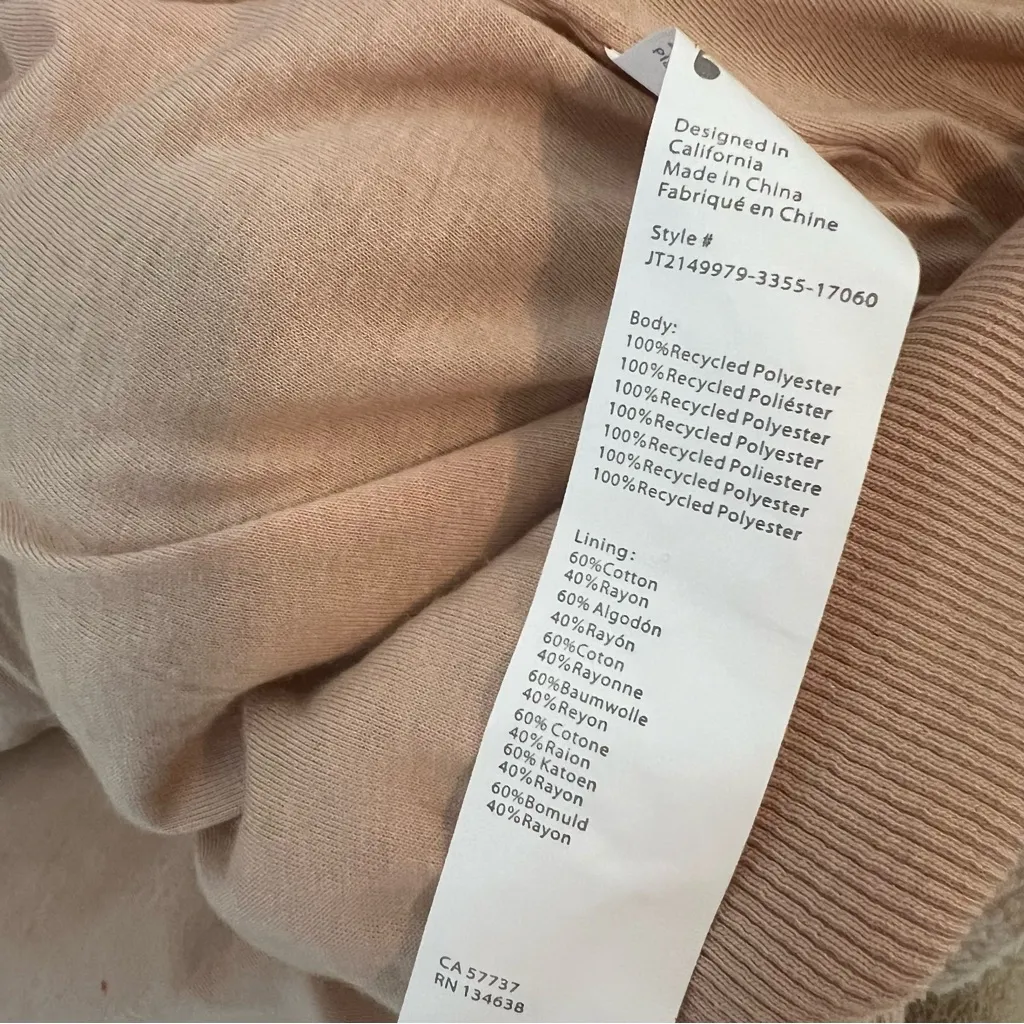 Designed in
California
Made in China
Fabriqué en Chine
Style #
JT2149979-3355-17060
Body:
100%Recycled Polyester
100%Recycled Poliéster
100%Recycled Polyester
100%Recycled Polyester
100%Recycled Poliestere
100%Recycled Polyester
100%Recycled Polyester
Lining:
60%Cotton
40%Rayon
60% Algodón
40%Rayón
60%Coton
40%Rayonne
60%Baumwolle
40%Reyon
60% Cotone
40%Raion
60% Katoen
40%Rayon
60%Bomuld
40%Rayon
CA 57737
RN 134638